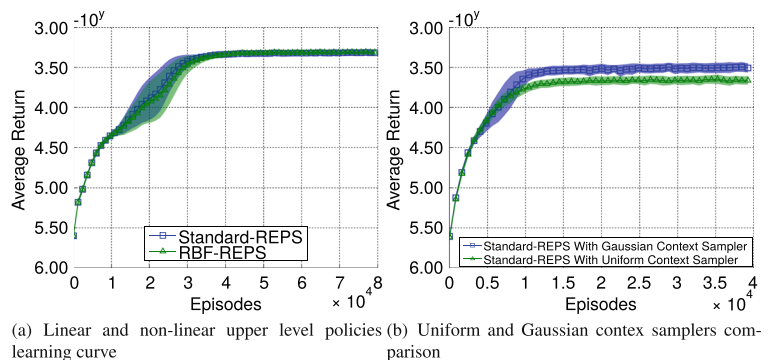 -10^y
3.00
3.50
4.00
4.50
5.00
5.50
6.00
Average Return
Standard-REPS
RBF-REPS
0 1 2 3 4 5 6 7 8
Episodes
× 10^4
-10^y
3.00
3.50
4.00
4.50
5.00
5.50
6.00
Average Return
Standard-REPS With Gaussian Context Sampler
Standard-REPS With Uniform Context Sampler
0 0.5 1 1.5 2 2.5 3 3.5 4
Episodes
× 10^4
(a) Linear and non-linear upper level policies
learning curve
(b) Uniform and Gaussian contex samplers com-
parison